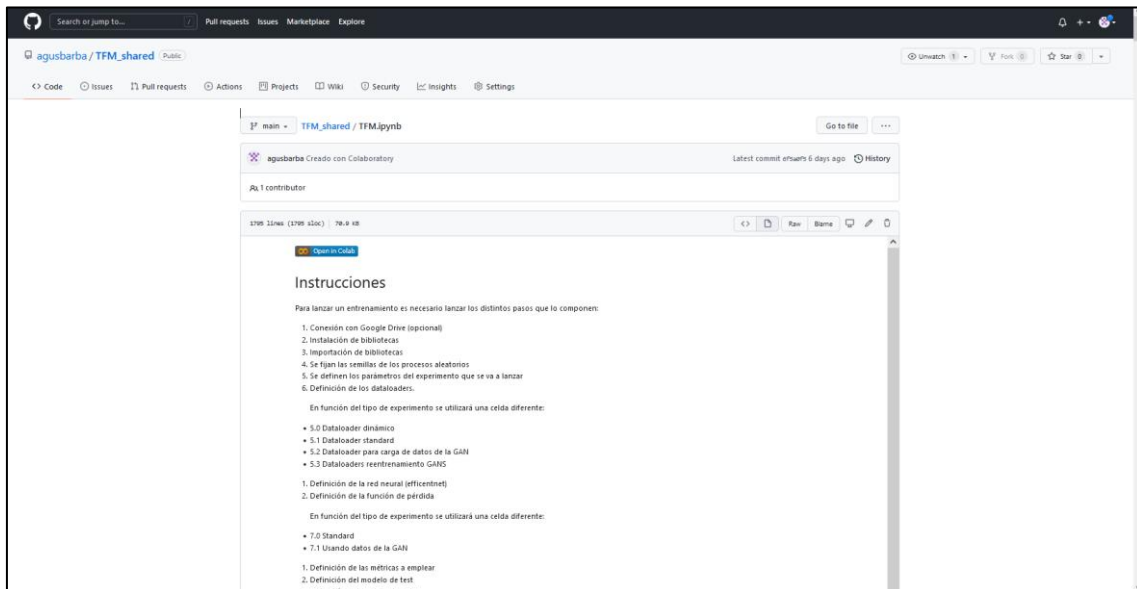 Search or jump to... / Pull requests Issues Marketplace Explore
agusbarba / TFM_shared Public Unwatch 1 Fork 0 Star 0
<> Code Issues Pull requests Actions Projects Wiki Security Insights Settings
main TFM_shared / TFM.ipynb Go to file ...
agusbarba Creado con Colaboratory Latest commit 6 days ago History
1 contributor
1795 lines (1795 sloc) 70.9 KB <> Raw Blame
Open in Colab
Instrucciones
Para lanzar un entrenamiento es necesario lanzar los distintos pasos que lo componen:
1. Conexión con Google Drive (opcional)
2. Instalación de bibliotecas
3. Importación de bibliotecas
4. Se fijan las semillas de los procesos aleatorios
5. Se definen los parámetros del experimento que se va a lanzar
6. Definición de los dataloaders.
En función del tipo de experimento se utilizará una celda diferente:
• 5.0 Dataloader dinámico
• 5.1 Dataloader standard
• 5.2 Dataloader para carga de datos de la GAN
• 5.3 Dataloaders reentrenamiento GANS
1. Definición de la red neural (efficentnet)
2. Definición de la función de pérdida
En función del tipo de experimento se utilizará una celda diferente:
• 7.0 Standard
• 7.1 Usando datos de la GAN
1. Definición de las métricas a emplear
2. Definición del modelo de test